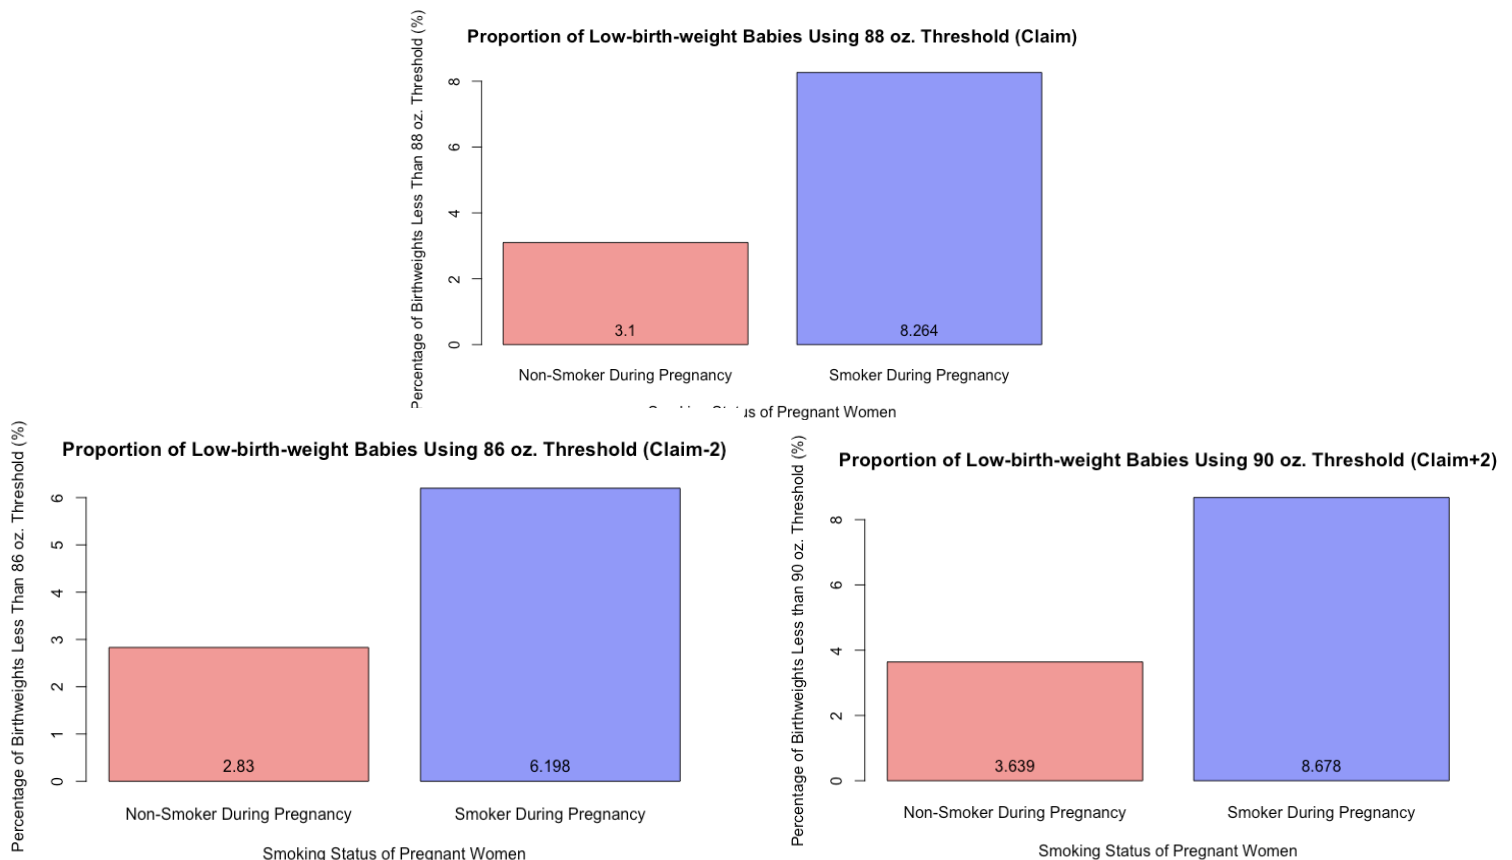 Proportion of Low-birth-weight Babies Using 88 oz. Threshold (Claim)
Percentage of Birthweights Less Than 88 oz. Threshold (%)
8
6
4
2
0
3.1
8.264
Non-Smoker During Pregnancy
Smoker During Pregnancy
Status of Pregnant Women
Proportion of Low-birth-weight Babies Using 86 oz. Threshold (Claim-2)
Percentage of Birthweights Less Than 86 oz. Threshold (%)
6
5
4
3
2
1
0
2.83
6.198
Non-Smoker During Pregnancy
Smoker During Pregnancy
Smoking Status of Pregnant Women
Proportion of Low-birth-weight Babies Using 90 oz. Threshold (Claim+2)
Percentage of Birthweights Less than 90 oz. Threshold (%)
8
6
4
2
0
3.639
8.678
Non-Smoker During Pregnancy
Smoker During Pregnancy
Smoking Status of Pregnant Women